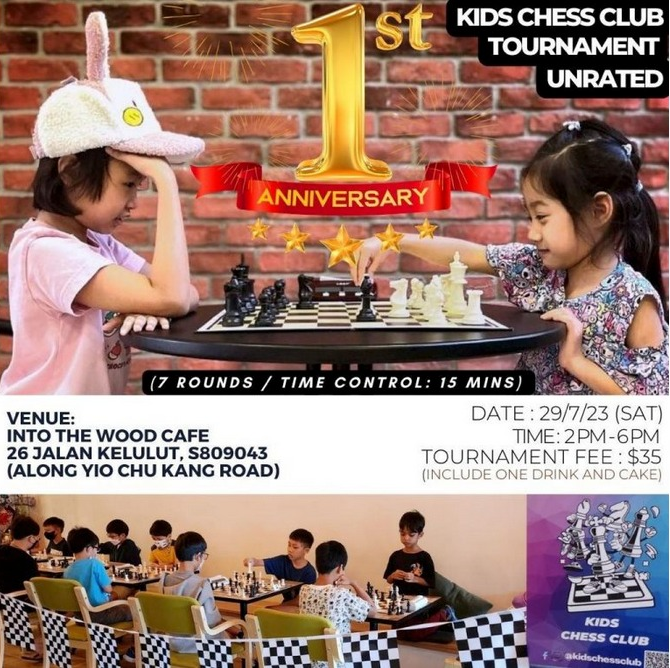 KIDS CHESS CLUB
TOURNAMENT
UNRATED
1st
ANNIVERSARY
(7 ROUNDS / TIME CONTROL: 15 MINS)
VENUE:
INTO THE WOOD CAFE
26 JALAN KELULUT, S809043
(ALONG YIO CHU KANG ROAD)
DATE : 29/7/23 (SAT)
TIME: 2PM-6PM
TOURNAMENT FEE : $35
(INCLUDE ONE DRINK AND CAKE)
KIDS
CHESS CLUB
@kidschessclub